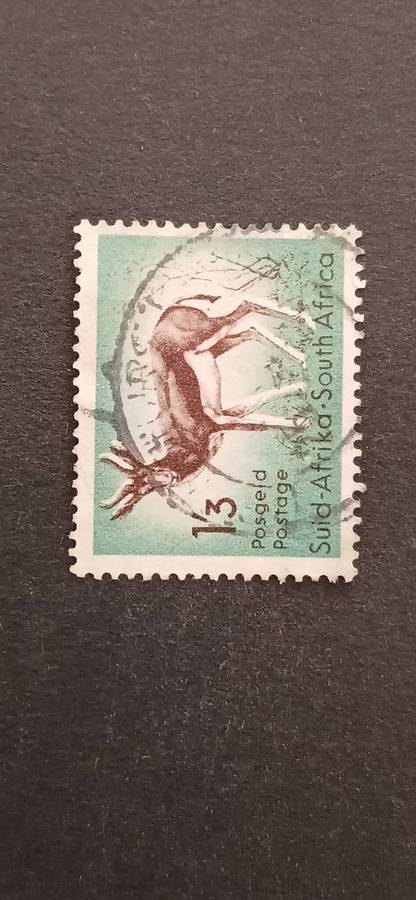 1'3
Posgeld
Postage
Suid-Afrika·South Africa